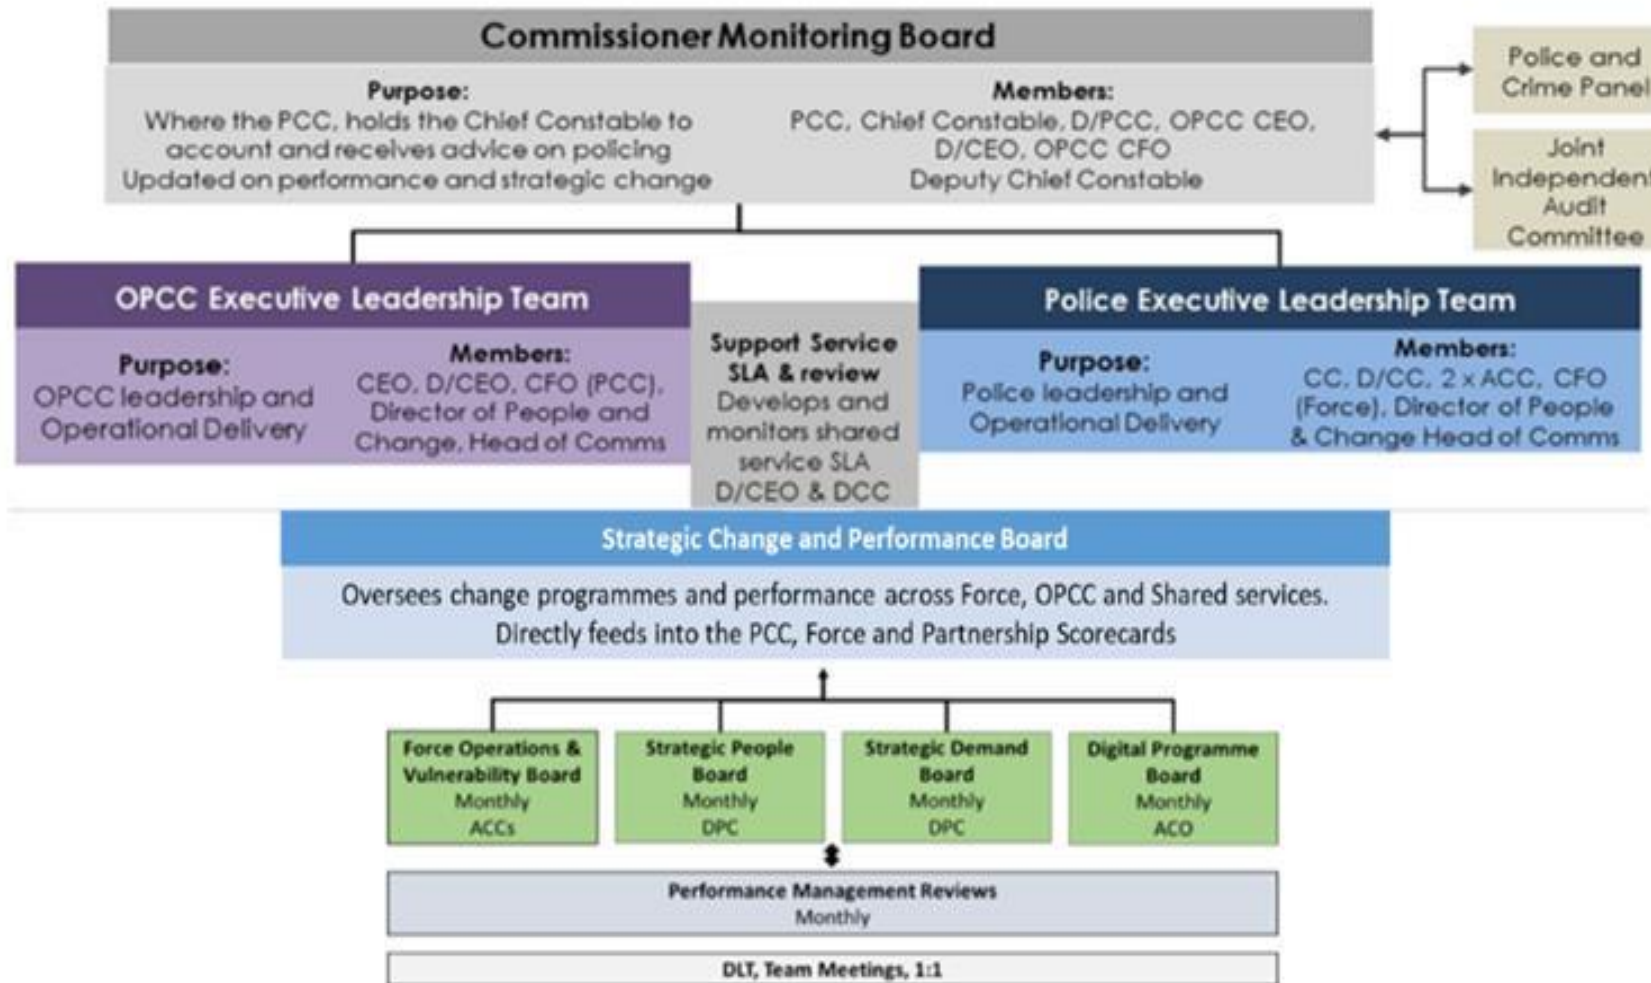 Commissioner Monitoring Board
Purpose:
Where the PCC, holds the Chief Constable to
account and receives advice on policing
Updated on performance and strategic change
Members:
PCC, Chief Constable, D/PCC, OPCC CEO,
D/CEO, OPCC CFO
Deputy Chief Constable
Police and
Crime Panel
Joint
Independent
Audit
Committee
OPCC Executive Leadership Team
Purpose:
OPCC leadership and
Operational Delivery
Members:
CEO, D/CEO, CFO (PCC),
Director of People and
Change, Head of Comms
Support Service
SLA & review
Develops and
monitors shared
service SLA
D/CEO & DCC
Police Executive Leadership Team
Purpose:
Police leadership and
Operational Delivery
Members:
CC, D/CC, 2 x ACC, CFO
(Force), Director of People
& Change Head of Comms
Strategic Change and Performance Board
Oversees change programmes and performance across Force, OPCC and Shared services.
Directly feeds into the PCC, Force and Partnership Scorecards
Force Operations &
Vulnerability Board
Monthly
ACCs
Strategic People
Board
Monthly
DPC
Strategic Demand
Board
Monthly
DPC
Digital Programme
Board
Monthly
ACO
Performance Management Reviews
Monthly
DLT, Team Meetings, 1:1